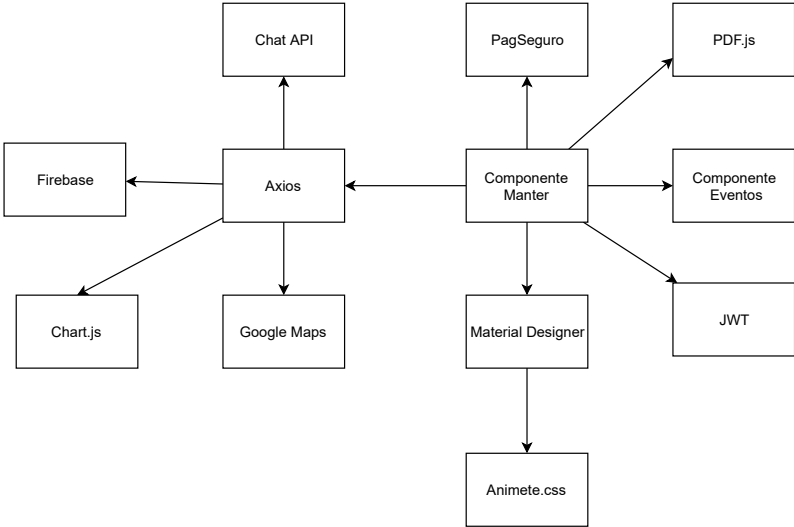 Chat API
PagSeguro
PDF.js
Firebase
Axios
Componente
Manter
Componente
Eventos
Chart.js
Google Maps
Material Designer
JWT
Animete.css